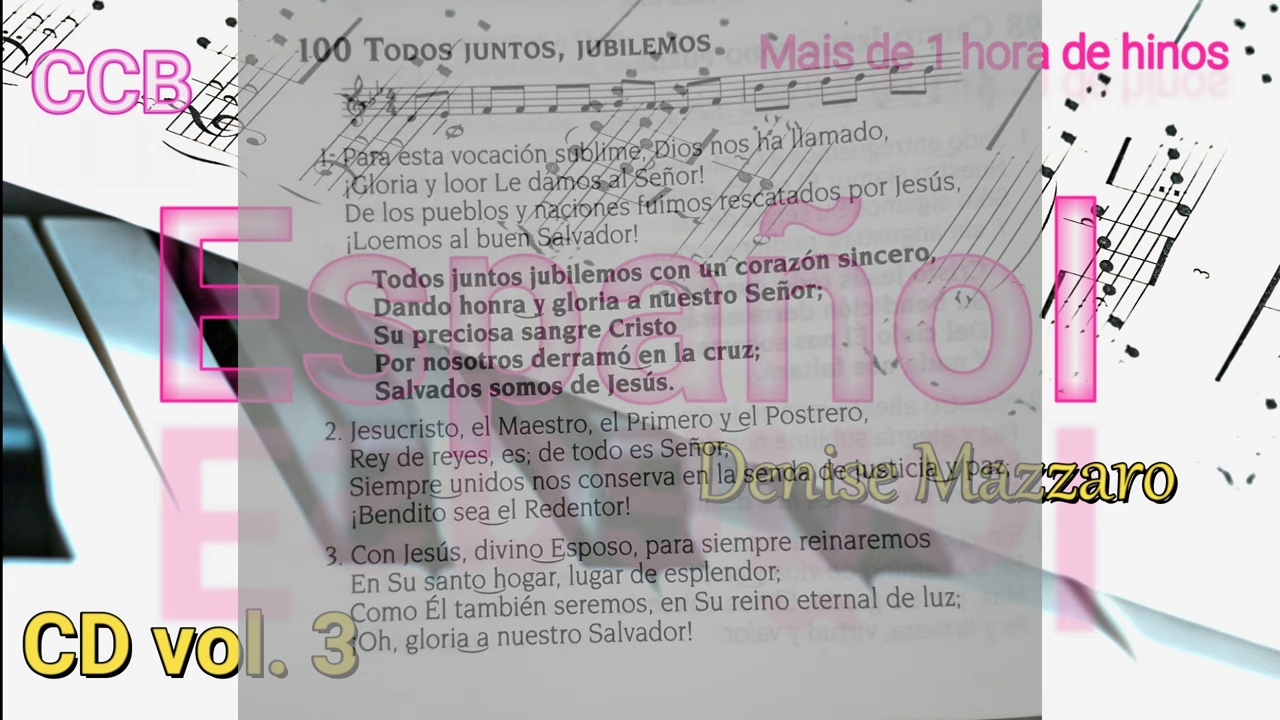 CCB
Mais de 1 hora de hinos
Español
100 TODOS JUNTOS, JUBILEMOS.
1. Para esta vocación sublime, Dios nos ha llamado,
¡Gloria y loor Le damos al Señor!
De los pueblos y naciones fuimos rescatados por Jesús,
¡Loemos al buen Salvador!
Todos juntos jubilemos con un corazón sincero,
Dando honra y gloria a nuestro Señor;
Su preciosa sangre Cristo
Por nosotros derramó en la cruz;
Salvados somos de Jesús.
2. Jesucristo, el Maestro, el Primero y el Postrero,
Rey de reyes, es; de todo es Señor;
Siempre unidos nos conserva en la senda de justicia y paz;
¡Bendito sea el Redentor!
3. Con Jesús, divino Esposo, para siempre reinaremos
En Su santo hogar, lugar de esplendor;
Como Él también seremos, en Su reino eternal de luz;
¡Oh, gloria a nuestro Salvador!
Denise Mazzaro
CD vol. 3